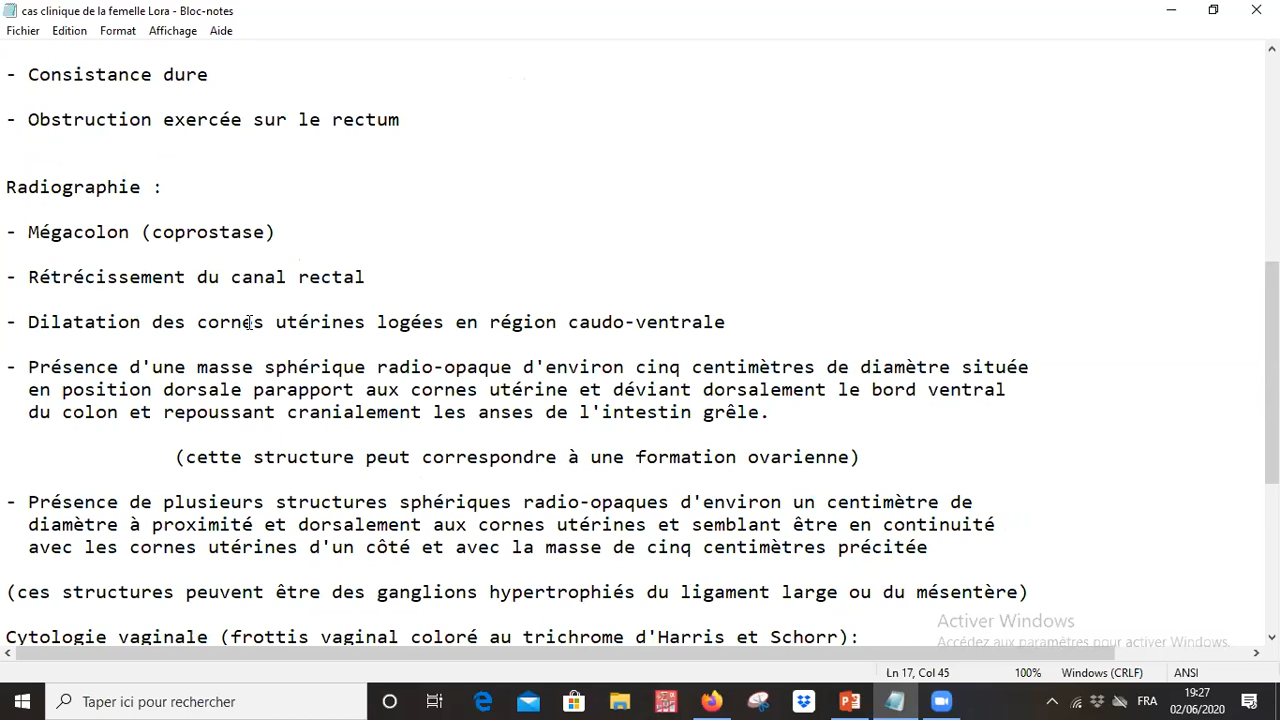 cas clinique de la femelle Lora - Bloc-notes
Fichier Edition Format Affichage Aide
- Consistance dure
- Obstruction exercée sur le rectum
Radiographie :
- Mégacolon (coprostase)
- Rétrécissement du canal rectal
- Dilatation des cornes utérines logées en région caudo-ventrale
- Présence d'une masse sphérique radio-opaque d'environ cinq centimètres de diamètre située
en position dorsale parapport aux cornes utérine et déviant dorsalement le bord ventral
du colon et repoussant cranialement les anses de l'intestin grêle.
(cette structure peut correspondre à une formation ovarienne)
- Présence de plusieurs structures sphériques radio-opaques d'environ un centimètre de
diamètre à proximité et dorsalement aux cornes utérines et semblant être en continuité
avec les cornes utérines d'un côté et avec la masse de cinq centimètres précitée
(ces structures peuvent être des ganglions hypertrophiés du ligament large ou du mésentère)
Cytologie vaginale (frottis vaginal coloré au trichrome d'Harris et Schorr):
Activer Windows
Accédez aux paramètres pour activer Windows.
Ln 17, Col 45 100% Windows (CRLF) ANSI
Taper ici pour rechercher
FRA
19:27
02/06/2020